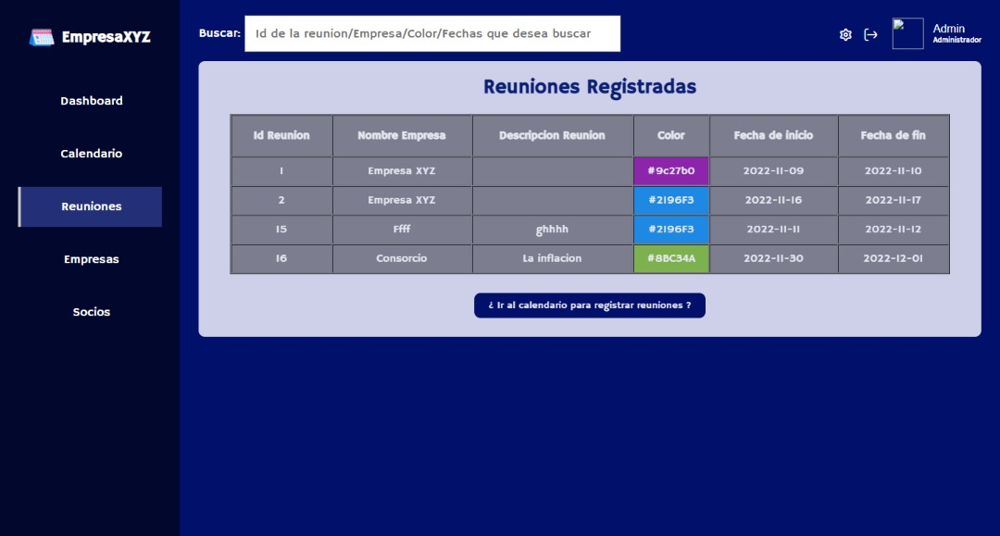 EmpresaXYZ
Dashboard
Calendario
Reuniones
Empresas
Socios
Buscar: Id de la reunion/Empresa/Color/Fechas que desea buscar
Admin
Administrador
Reuniones Registradas
Id Reunion Nombre Empresa Descripcion Reunion Color Fecha de inicio Fecha de fin
1 Empresa XYZ #9c27b0 2022-11-09 2022-11-10
2 Empresa XYZ #2196F3 2022-11-16 2022-11-17
15 Ffff ghhhh #2196F3 2022-11-11 2022-11-12
16 Consorcio La inflacion #8BC34A 2022-11-30 2022-12-01
¿ Ir al calendario para registrar reuniones ?